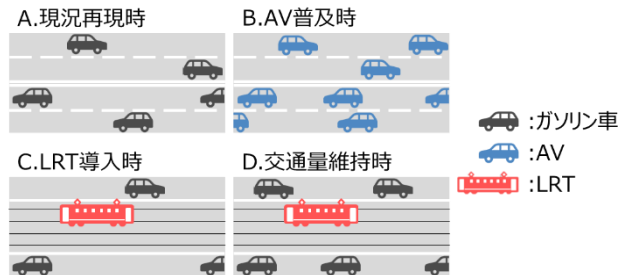 A.現況再現時
B.AV普及時
C.LRT導入時
D.交通量維持時
:ガソリン車
:AV
:LRT